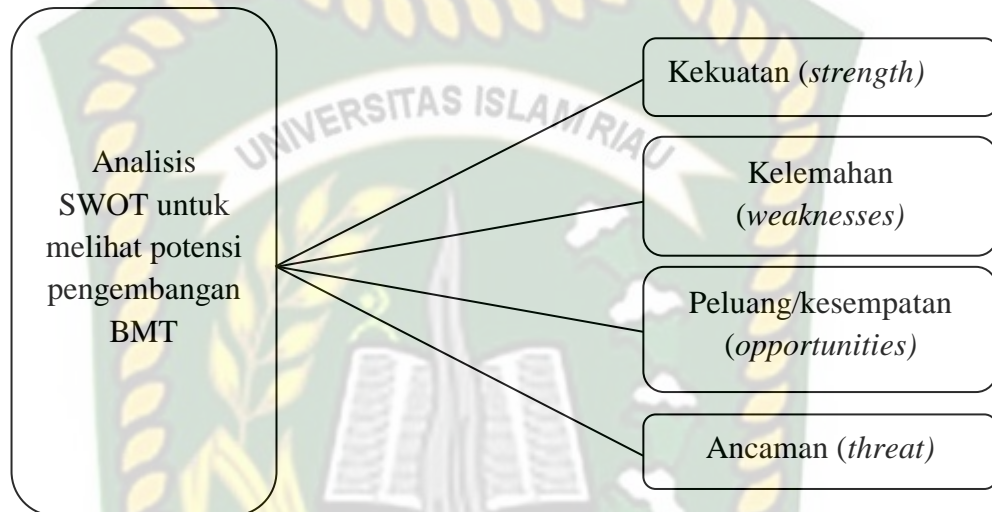 UNIVERSITAS ISLAM RIAU
Analisis
SWOT untuk
melihat potensi
pengembangan
BMT
Kekuatan (strength)
Kelemahan
(weaknesses)
Peluang/kesempatan
(opportunities)
Ancaman (threat)